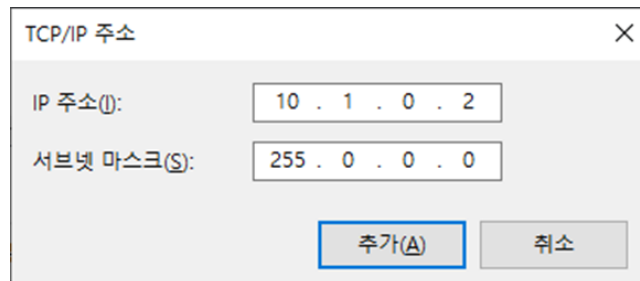 TCP/IP 주소
IP 주소(I): 10 . 1 . 0 . 2
서브넷 마스크(S): 255 . 0 . 0 . 0
추가(A) 취소